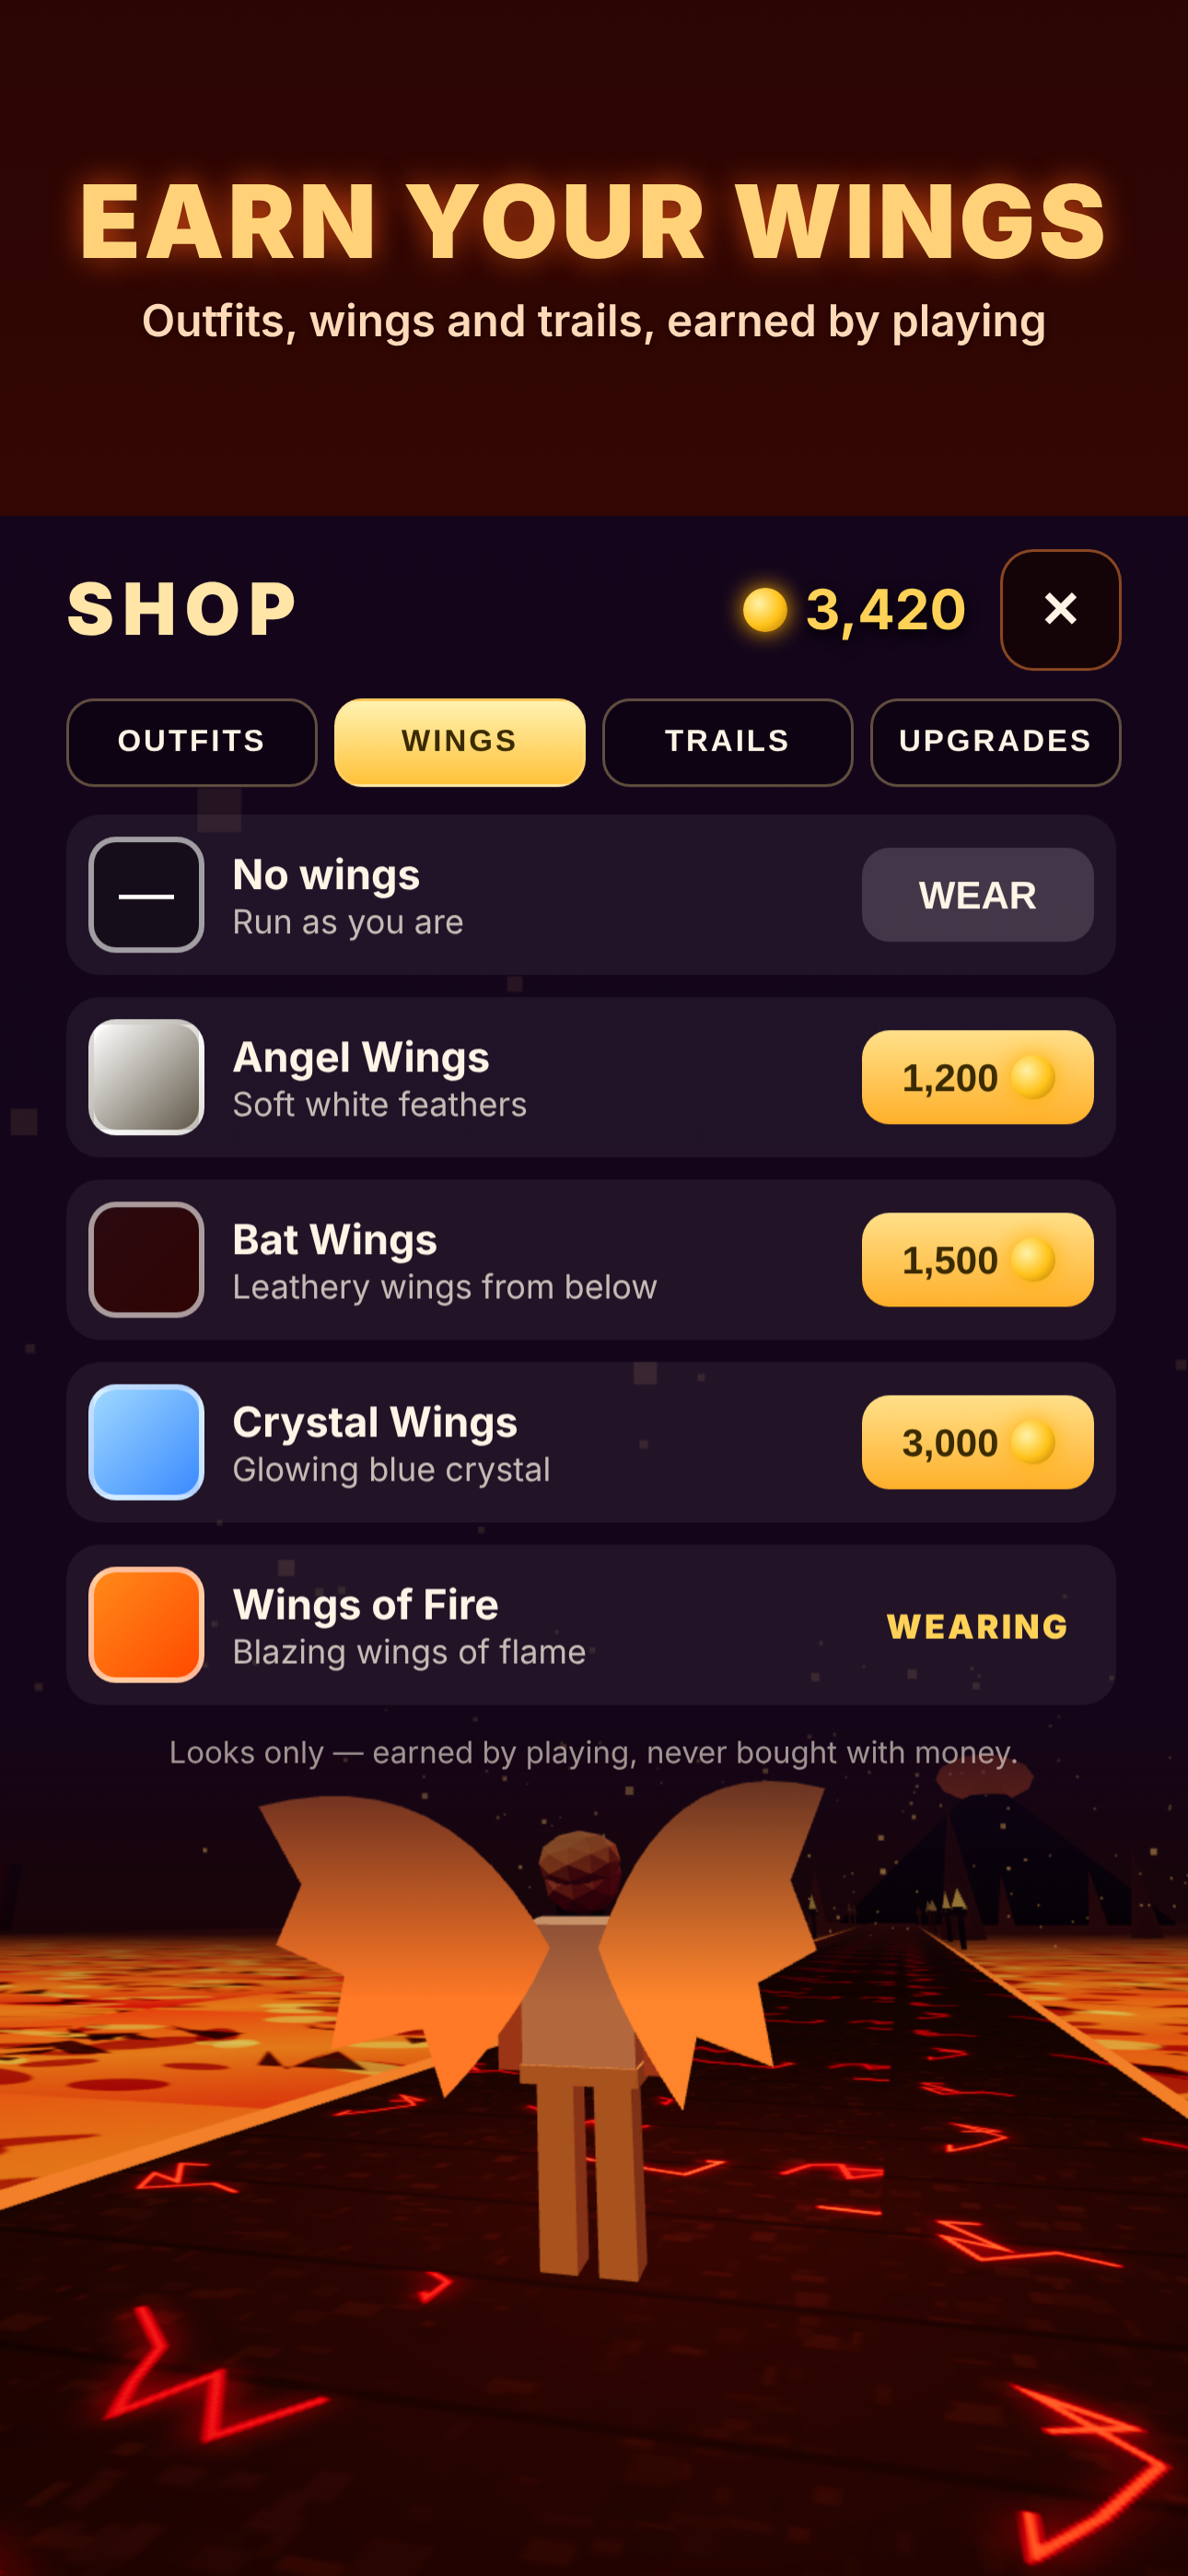 EARN YOUR WINGS
Outfits, wings and trails, earned by playing
SHOP
3,420
×
OUTFITS
WINGS
TRAILS
UPGRADES
No wings
Run as you are
WEAR
Angel Wings
Soft white feathers
1,200
Bat Wings
Leathery wings from below
1,500
Crystal Wings
Glowing blue crystal
3,000
Wings of Fire
Blazing wings of flame
WEARING
Looks only — earned by playing, never bought with money.